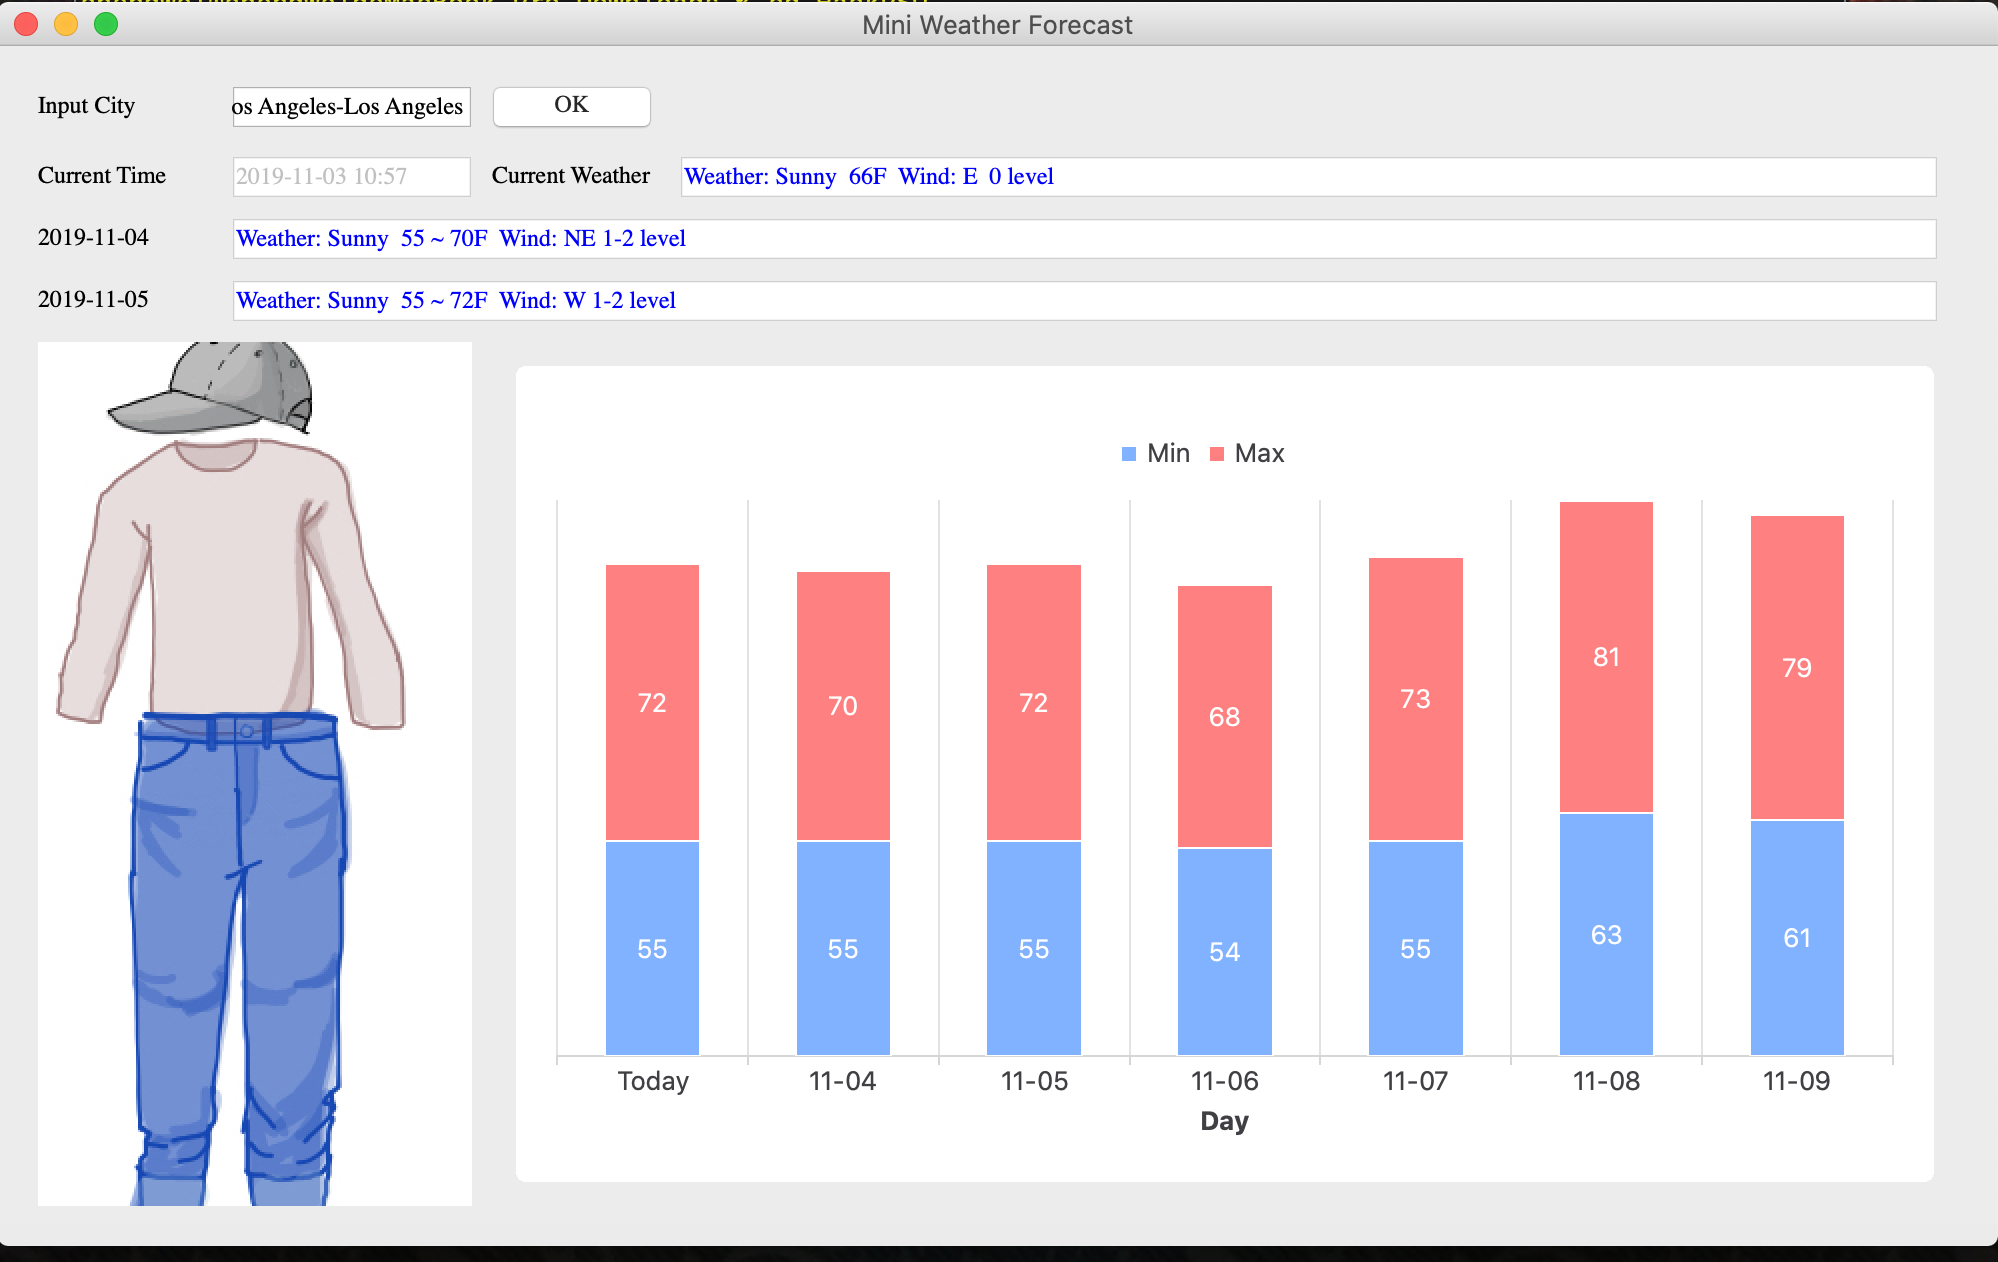 Mini Weather Forecast
Input City os Angeles-Los Angeles OK
Current Time 2019-11-03 10:57 Current Weather Weather: Sunny 66F Wind: E 0 level
2019-11-04 Weather: Sunny 55 ~ 70F Wind: NE 1-2 level
2019-11-05 Weather: Sunny 55 ~ 72F Wind: W 1-2 level
Min Max
72 70 72 68 73 81 79
55 55 55 54 55 63 61
Today 11-04 11-05 11-06 11-07 11-08 11-09
Day